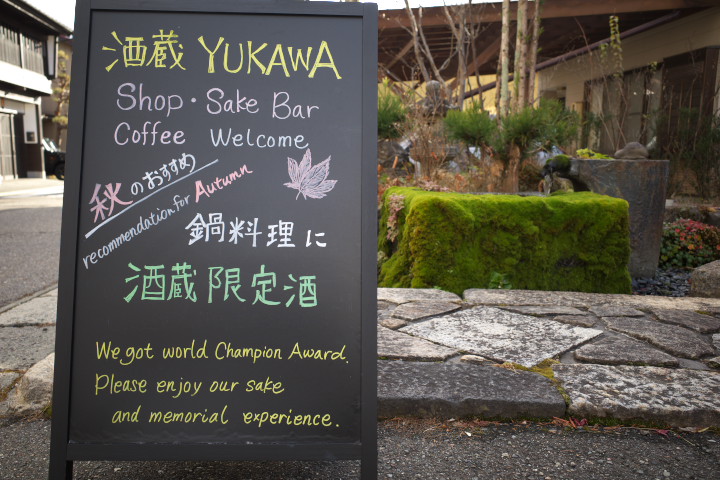 酒蔵 YUKAWA
Shop・Sake Bar
Coffee Welcome
秋のおすすめ
recommendation for Autumn
鍋料理に
酒蔵限定酒
We got world Champion Award.
Please enjoy our sake
and memorial experience.